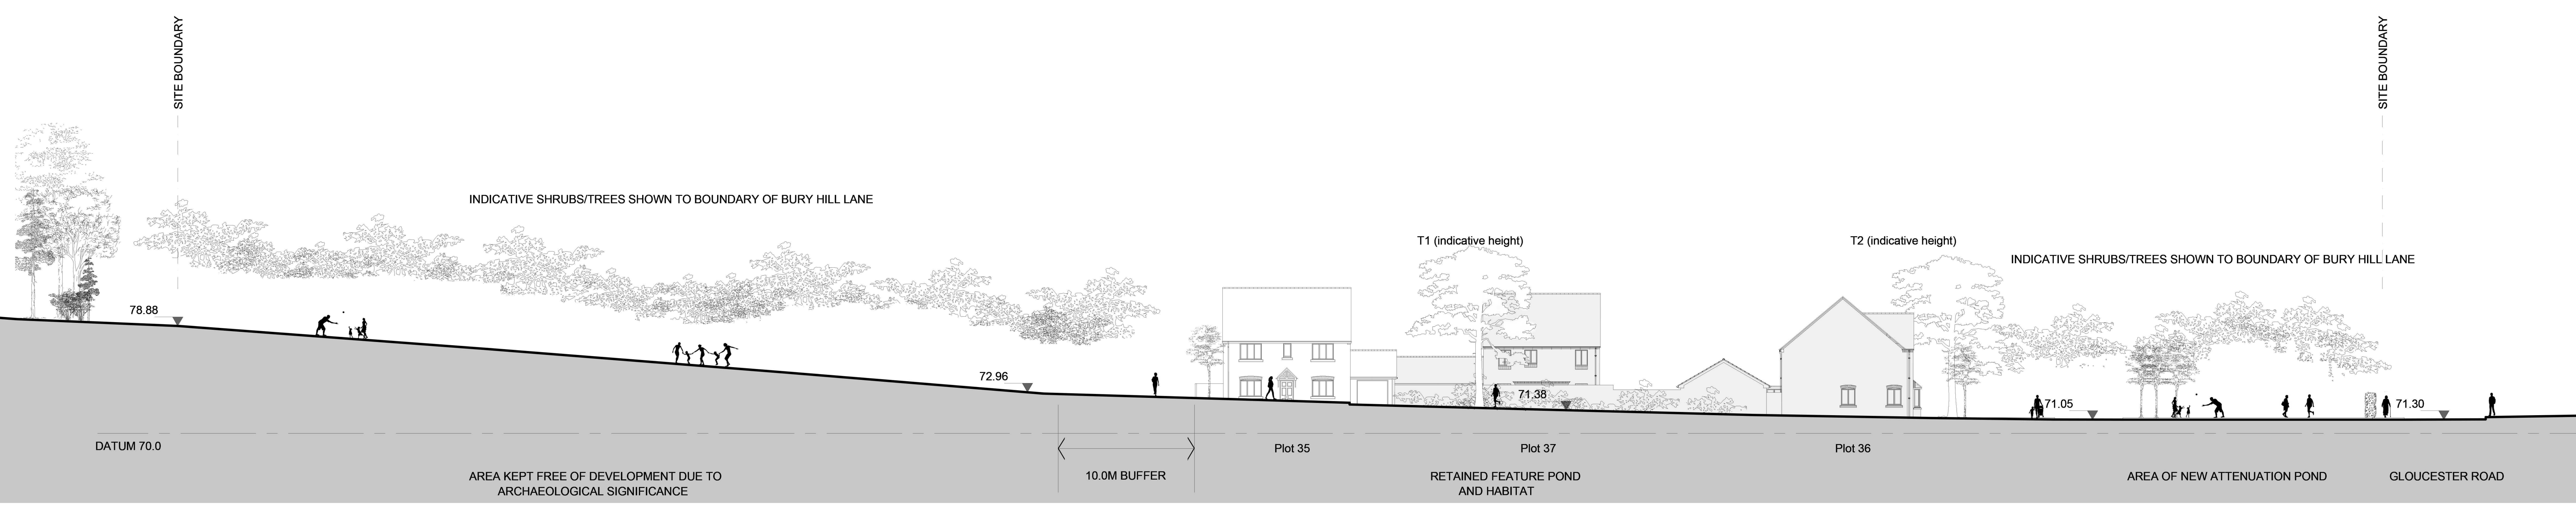 SITE BOUNDARY
SITE BOUNDARY
INDICATIVE SHRUBS/TREES SHOWN TO BOUNDARY OF BURY HILL LANE
T1 (indicative height)
T2 (indicative height)
INDICATIVE SHRUBS/TREES SHOWN TO BOUNDARY OF BURY HILL LANE
78.88
72.96
71.38
71.05
71.30
DATUM 70.0
Plot 35
Plot 37
Plot 36
AREA KEPT FREE OF DEVELOPMENT DUE TO
ARCHAEOLOGICAL SIGNIFICANCE
10.0M BUFFER
RETAINED FEATURE POND
AND HABITAT
AREA OF NEW ATTENUATION POND
GLOUCESTER ROAD